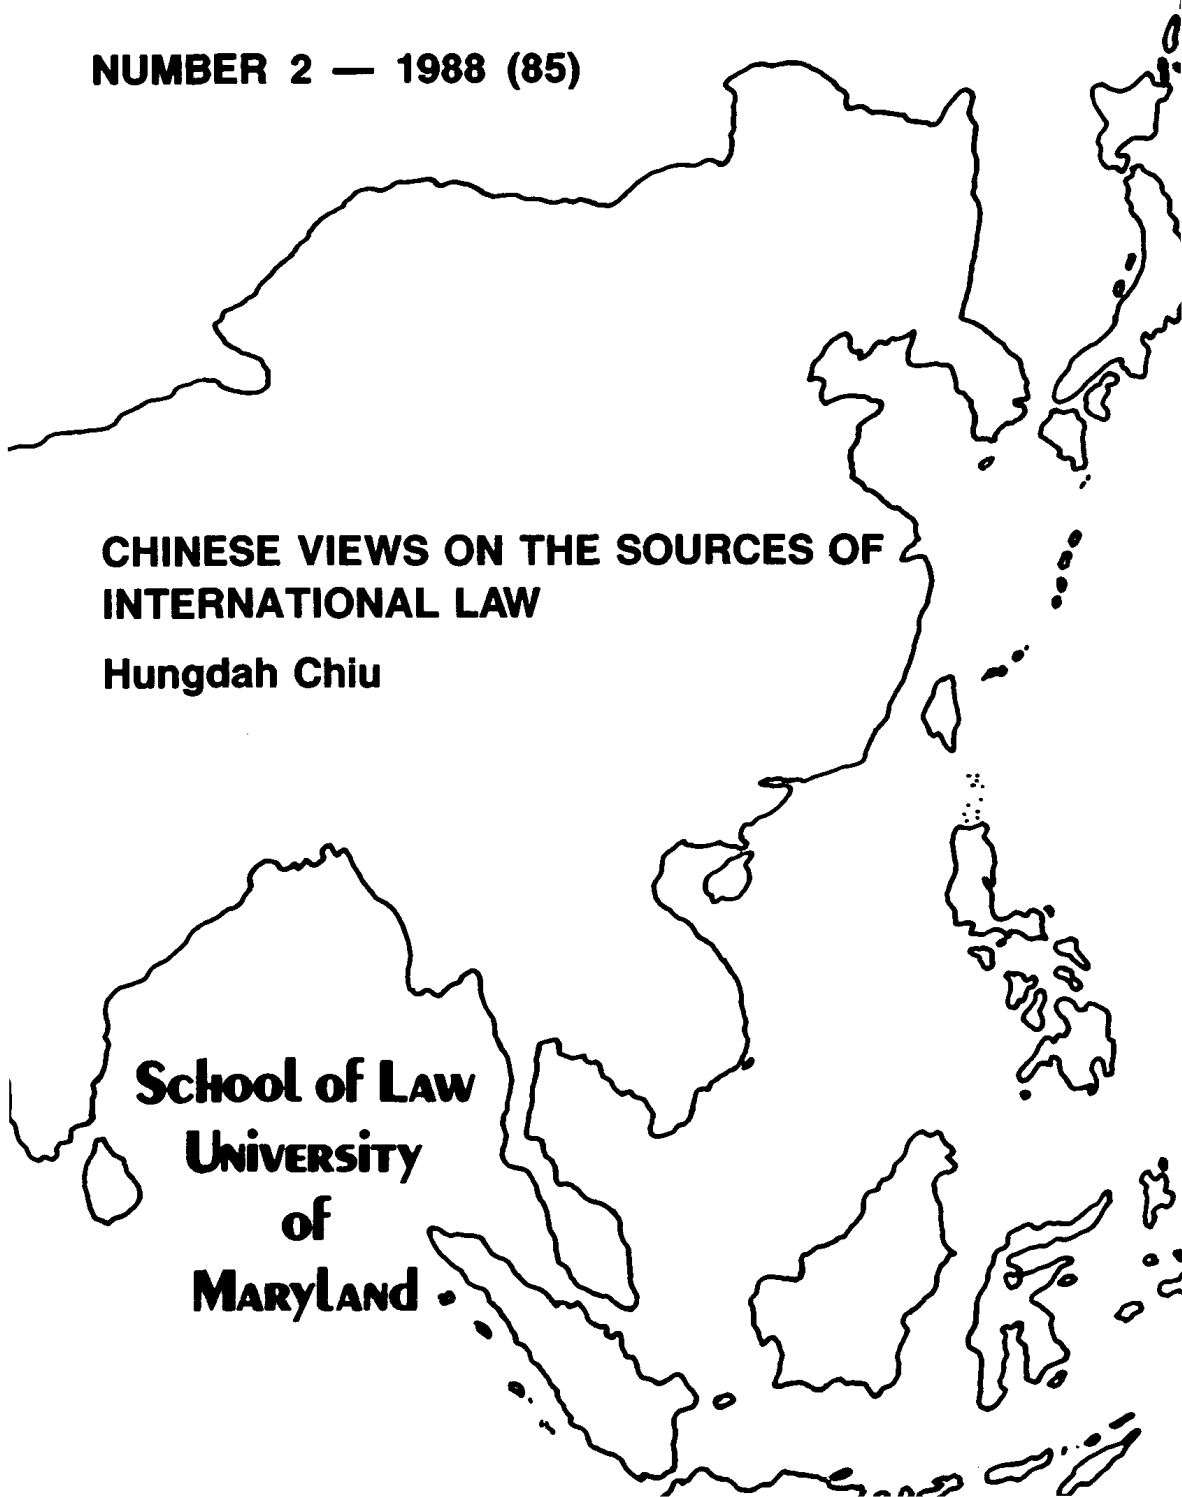 NUMBER 2 — 1988 (85)
CHINESE VIEWS ON THE SOURCES OF
INTERNATIONAL LAW
Hungdah Chiu
School of Law
University
of
Maryland